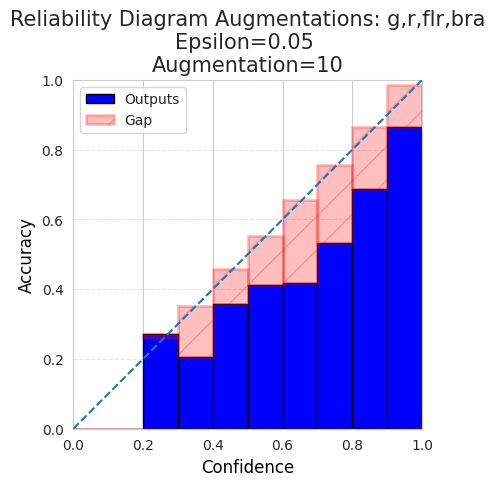 Reliability Diagram Augmentations: g,r,flr,bra
Epsilon=0.05
Augmentation=10
1.0
Outputs
Gap
0.8
0.6
Accuracy
0.4
0.2
0.0
0.0 0.2 0.4 0.6 0.8 1.0
Confidence